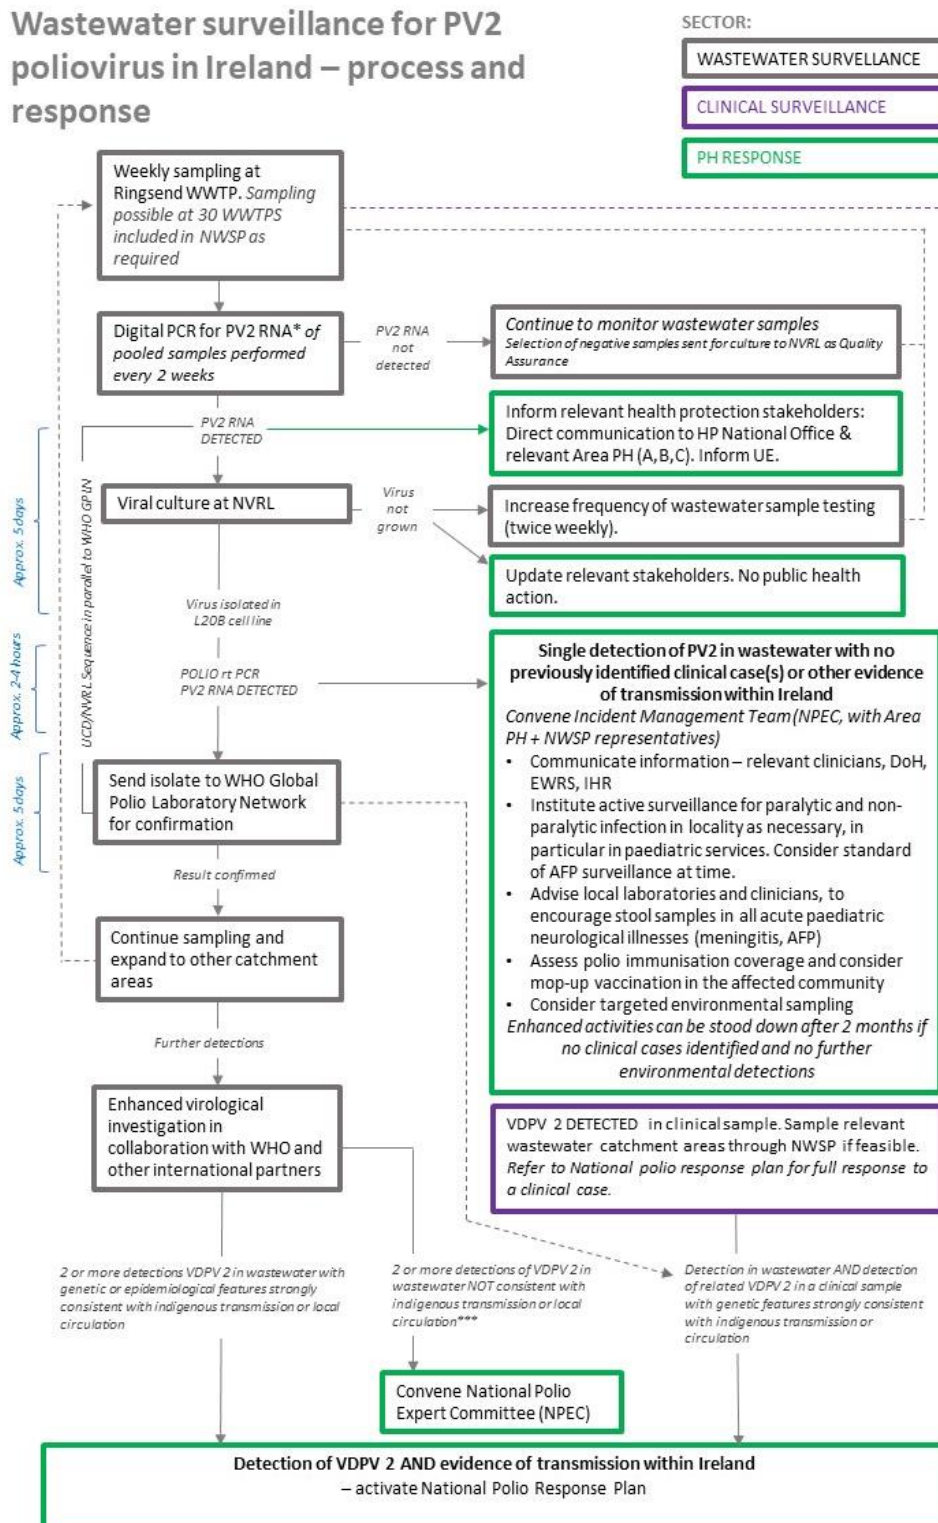 Wastewater surveillance for PV2
poliovirus in Ireland – process and
response
SECTOR:
WASTEWATER SURVELLANCE
CLINICAL SURVEILLANCE
PH RESPONSE
Weekly sampling at
Ringsend WWTP. Sampling
possible at 30 WWTPS
included in NWSP as
required
Digital PCR for PV2 RNA* of
pooled samples performed
every 2 weeks
PV2 RNA
not
detected
Continue to monitor wastewater samples
Selection of negative samples sent for culture to NVRL as Quality
Assurance
PV2 RNA
DETECTED
Inform relevant health protection stakeholders:
Direct communication to HP National Office &
relevant Area PH (A,B,C). Inform UE.
Approx. 5 days
UCD/NVRL Sequence in parallel to WHO GPLN
Viral culture at NVRL
Virus
not
grown
Increase frequency of wastewater sample testing
(twice weekly).
Update relevant stakeholders. No public health
action.
Virus isolated in
L20B cell line
Approx. 2-4 hours
POLIO rt PCR
PV2 RNA DETECTED
Single detection of PV2 in wastewater with no
previously identified clinical case(s) or other evidence
of transmission within Ireland
Convene Incident Management Team (NPEC, with Area
PH + NWSP representatives)
• Communicate information – relevant clinicians, DoH,
EWRS, IHR
• Institute active surveillance for paralytic and non-
paralytic infection in locality as necessary, in
particular in paediatric services. Consider standard
of AFP surveillance at time.
• Advise local laboratories and clinicians, to
encourage stool samples in all acute paediatric
neurological illnesses (meningitis, AFP)
• Assess polio immunisation coverage and consider
mop-up vaccination in the affected community
• Consider targeted environmental sampling
Enhanced activities can be stood down after 2 months if
no clinical cases identified and no further
environmental detections
Approx. 5 days
Send isolate to WHO Global
Polio Laboratory Network
for confirmation
Result confirmed
Continue sampling and
expand to other catchment
areas
Further detections
Enhanced virological
investigation in
collaboration with WHO and
other international partners
VDPV 2 DETECTED in clinical sample. Sample relevant
wastewater catchment areas through NWSP if feasible.
Refer to National polio response plan for full response to
a clinical case.
2 or more detections VDPV 2 in wastewater with
genetic or epidemiological features strongly
consistent with indigenous transmission or local
circulation
2 or more detections of VDPV 2 in
wastewater NOT consistent with
indigenous transmission or local
circulation***
Detection in wastewater AND detection
of related VDPV 2 in a clinical sample
with genetic features strongly consistent
with indigenous transmission or
circulation
Convene National Polio
Expert Committee (NPEC)
Detection of VDPV 2 AND evidence of transmission within Ireland
– activate National Polio Response Plan